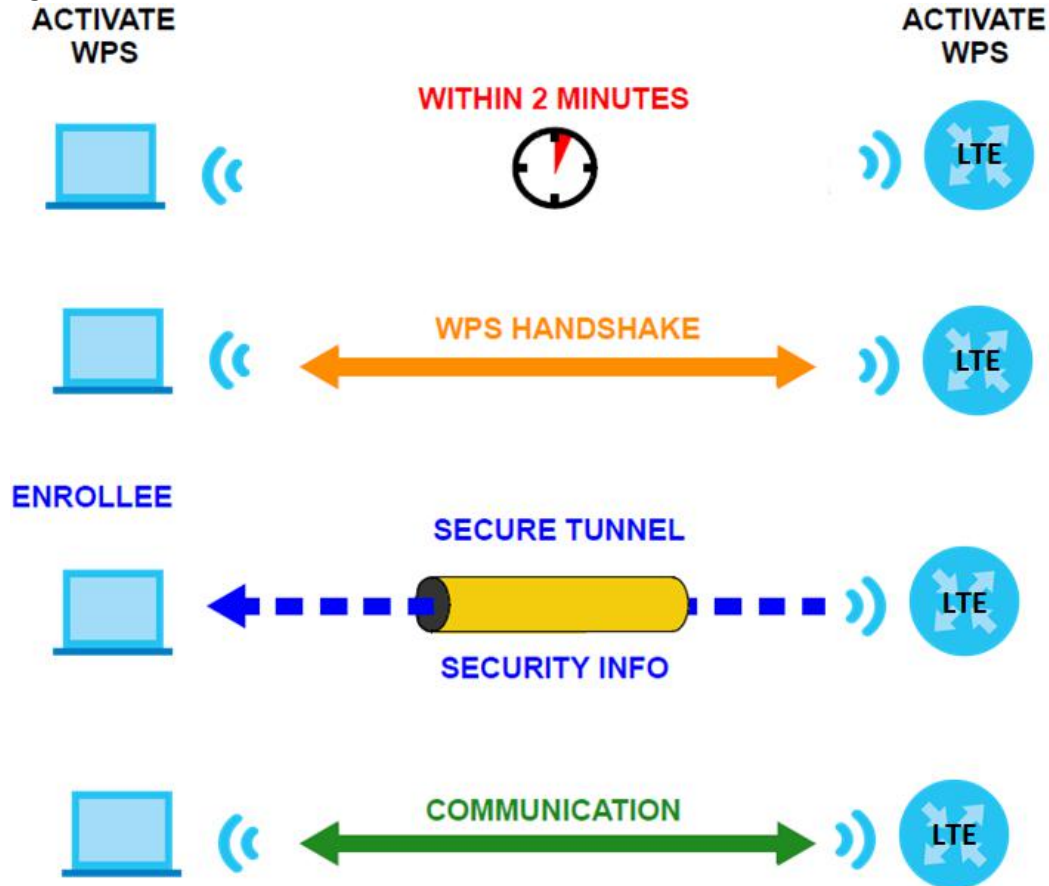 ACTIVATE
WPS
ACTIVATE
WPS
WITHIN 2 MINUTES
LTE
WPS HANDSHAKE
LTE
ENROLLEE
SECURE TUNNEL
LTE
SECURITY INFO
COMMUNICATION
LTE